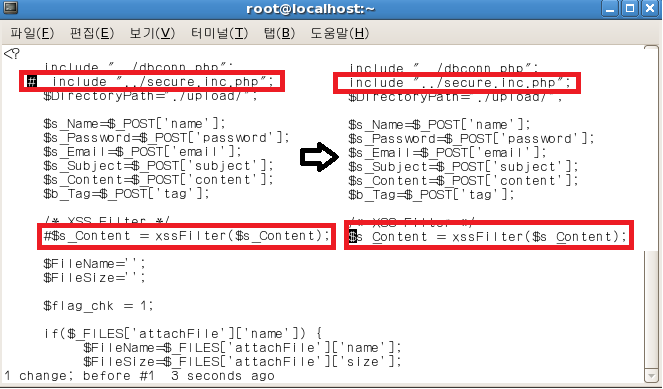 root@localhost:~
파일(F) 편집(E) 보기(V) 터미널(T) 탭(B) 도움말(H)
<?
include "../dbconn.php"; include "../dbconn.php";
# include "../secure.inc.php"; include "../secure.inc.php";
$DirectoryPath="./upload/"; $DirectoryPath="./upload/";
$s_Name=$_POST['name']; $s_Name=$_POST['name'];
$s_Password=$_POST['password']; $s_Password=$_POST['password'];
$s_Email=$_POST['email']; $s_Email=$_POST['email'];
$s_Subject=$_POST['subject']; $s_Subject=$_POST['subject'];
$s_Content=$_POST['content']; $s_Content=$_POST['content'];
$b_Tag=$_POST['tag']; $b_Tag=$_POST['tag'];
/* XSS Filter */ /* XSS Filter */
#$s_Content = xssFilter($s_Content); $s_Content = xssFilter($s_Content);
$FileName='';
$FileSize='';
$flag_chk = 1;
if($_FILES['attachFile']['name']) {
$FileName=$_FILES['attachFile']['name'];
$FileSize=$_FILES['attachFile']['size'];
1 change; before #1 3 seconds ago